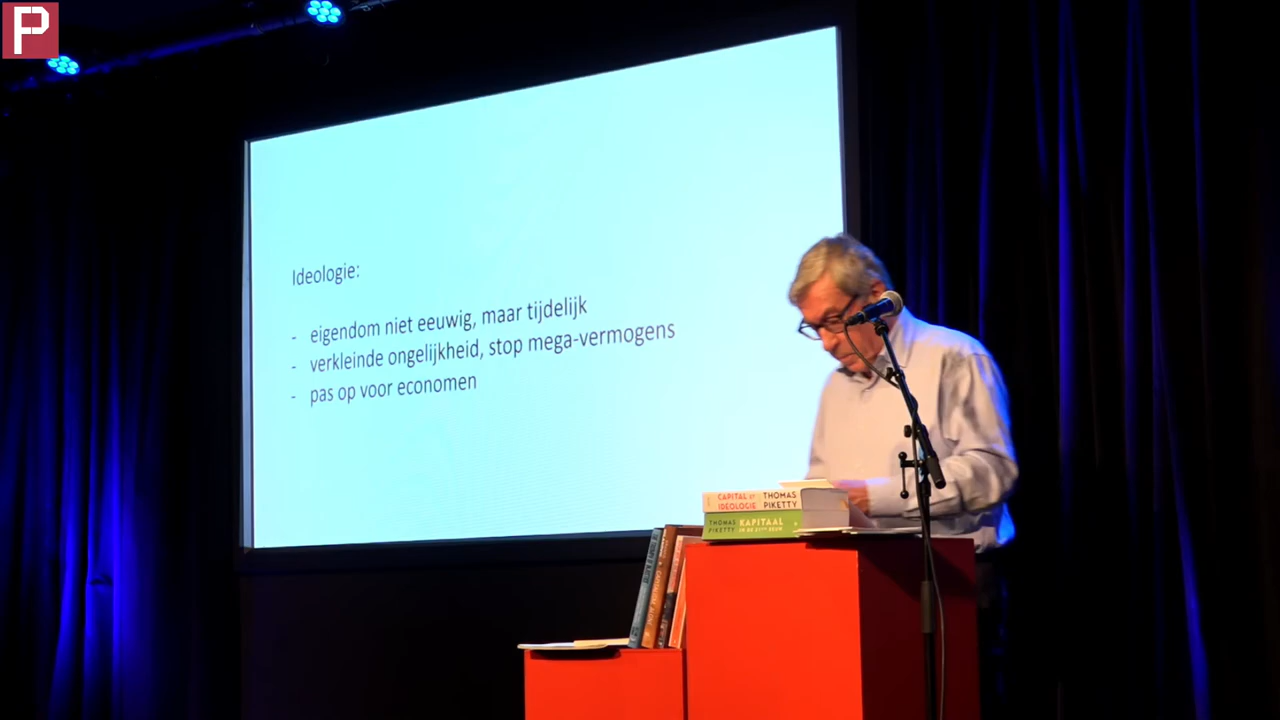 P
Ideologie:
- eigendom niet eeuwig, maar tijdelijk
- verkleinde ongelijkheid, stop mega-vermogens
- pas op voor economen
CAPITAL ET THOMAS
IDEOLOGIE PIKETTY
THOMAS KAPITAAL
PIKETTY IN DE 21STE EEUW